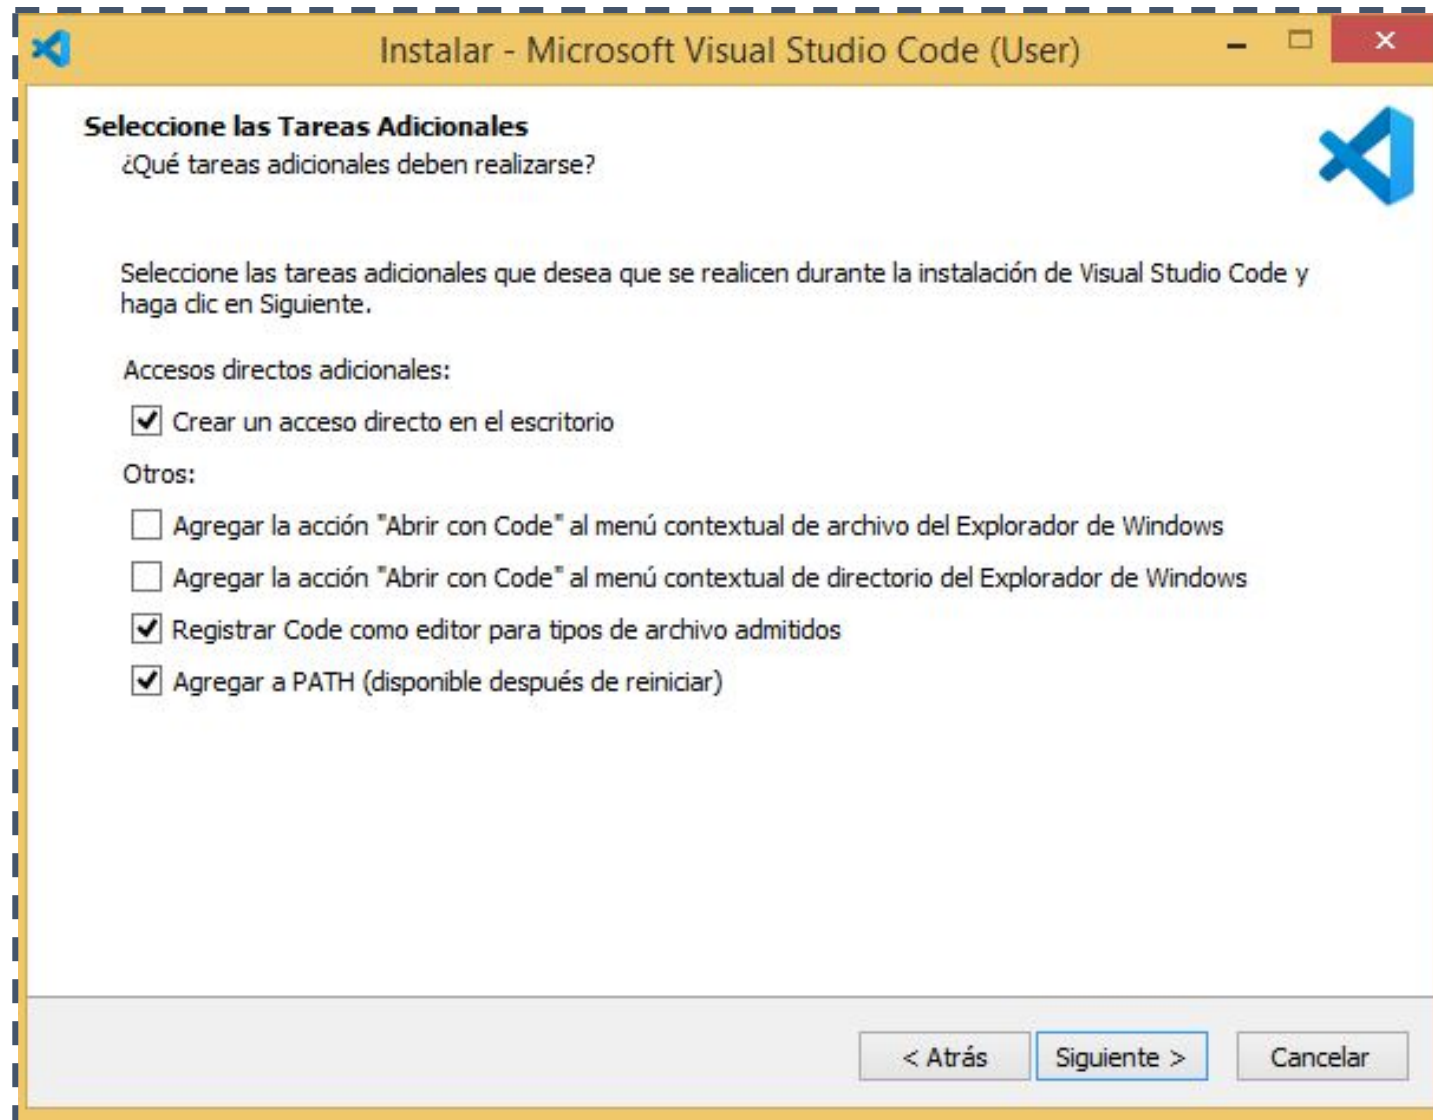 Instalar - Microsoft Visual Studio Code (User)
Seleccione las Tareas Adicionales
¿Qué tareas adicionales deben realizarse?
Seleccione las tareas adicionales que desea que se realicen durante la instalación de Visual Studio Code y
haga clic en Siguiente.
Accesos directos adicionales:
Crear un acceso directo en el escritorio
Otros:
Agregar la acción "Abrir con Code" al menú contextual de archivo del Explorador de Windows
Agregar la acción "Abrir con Code" al menú contextual de directorio del Explorador de Windows
Registrar Code como editor para tipos de archivo admitidos
Agregar a PATH (disponible después de reiniciar)
< Atrás Siguiente > Cancelar